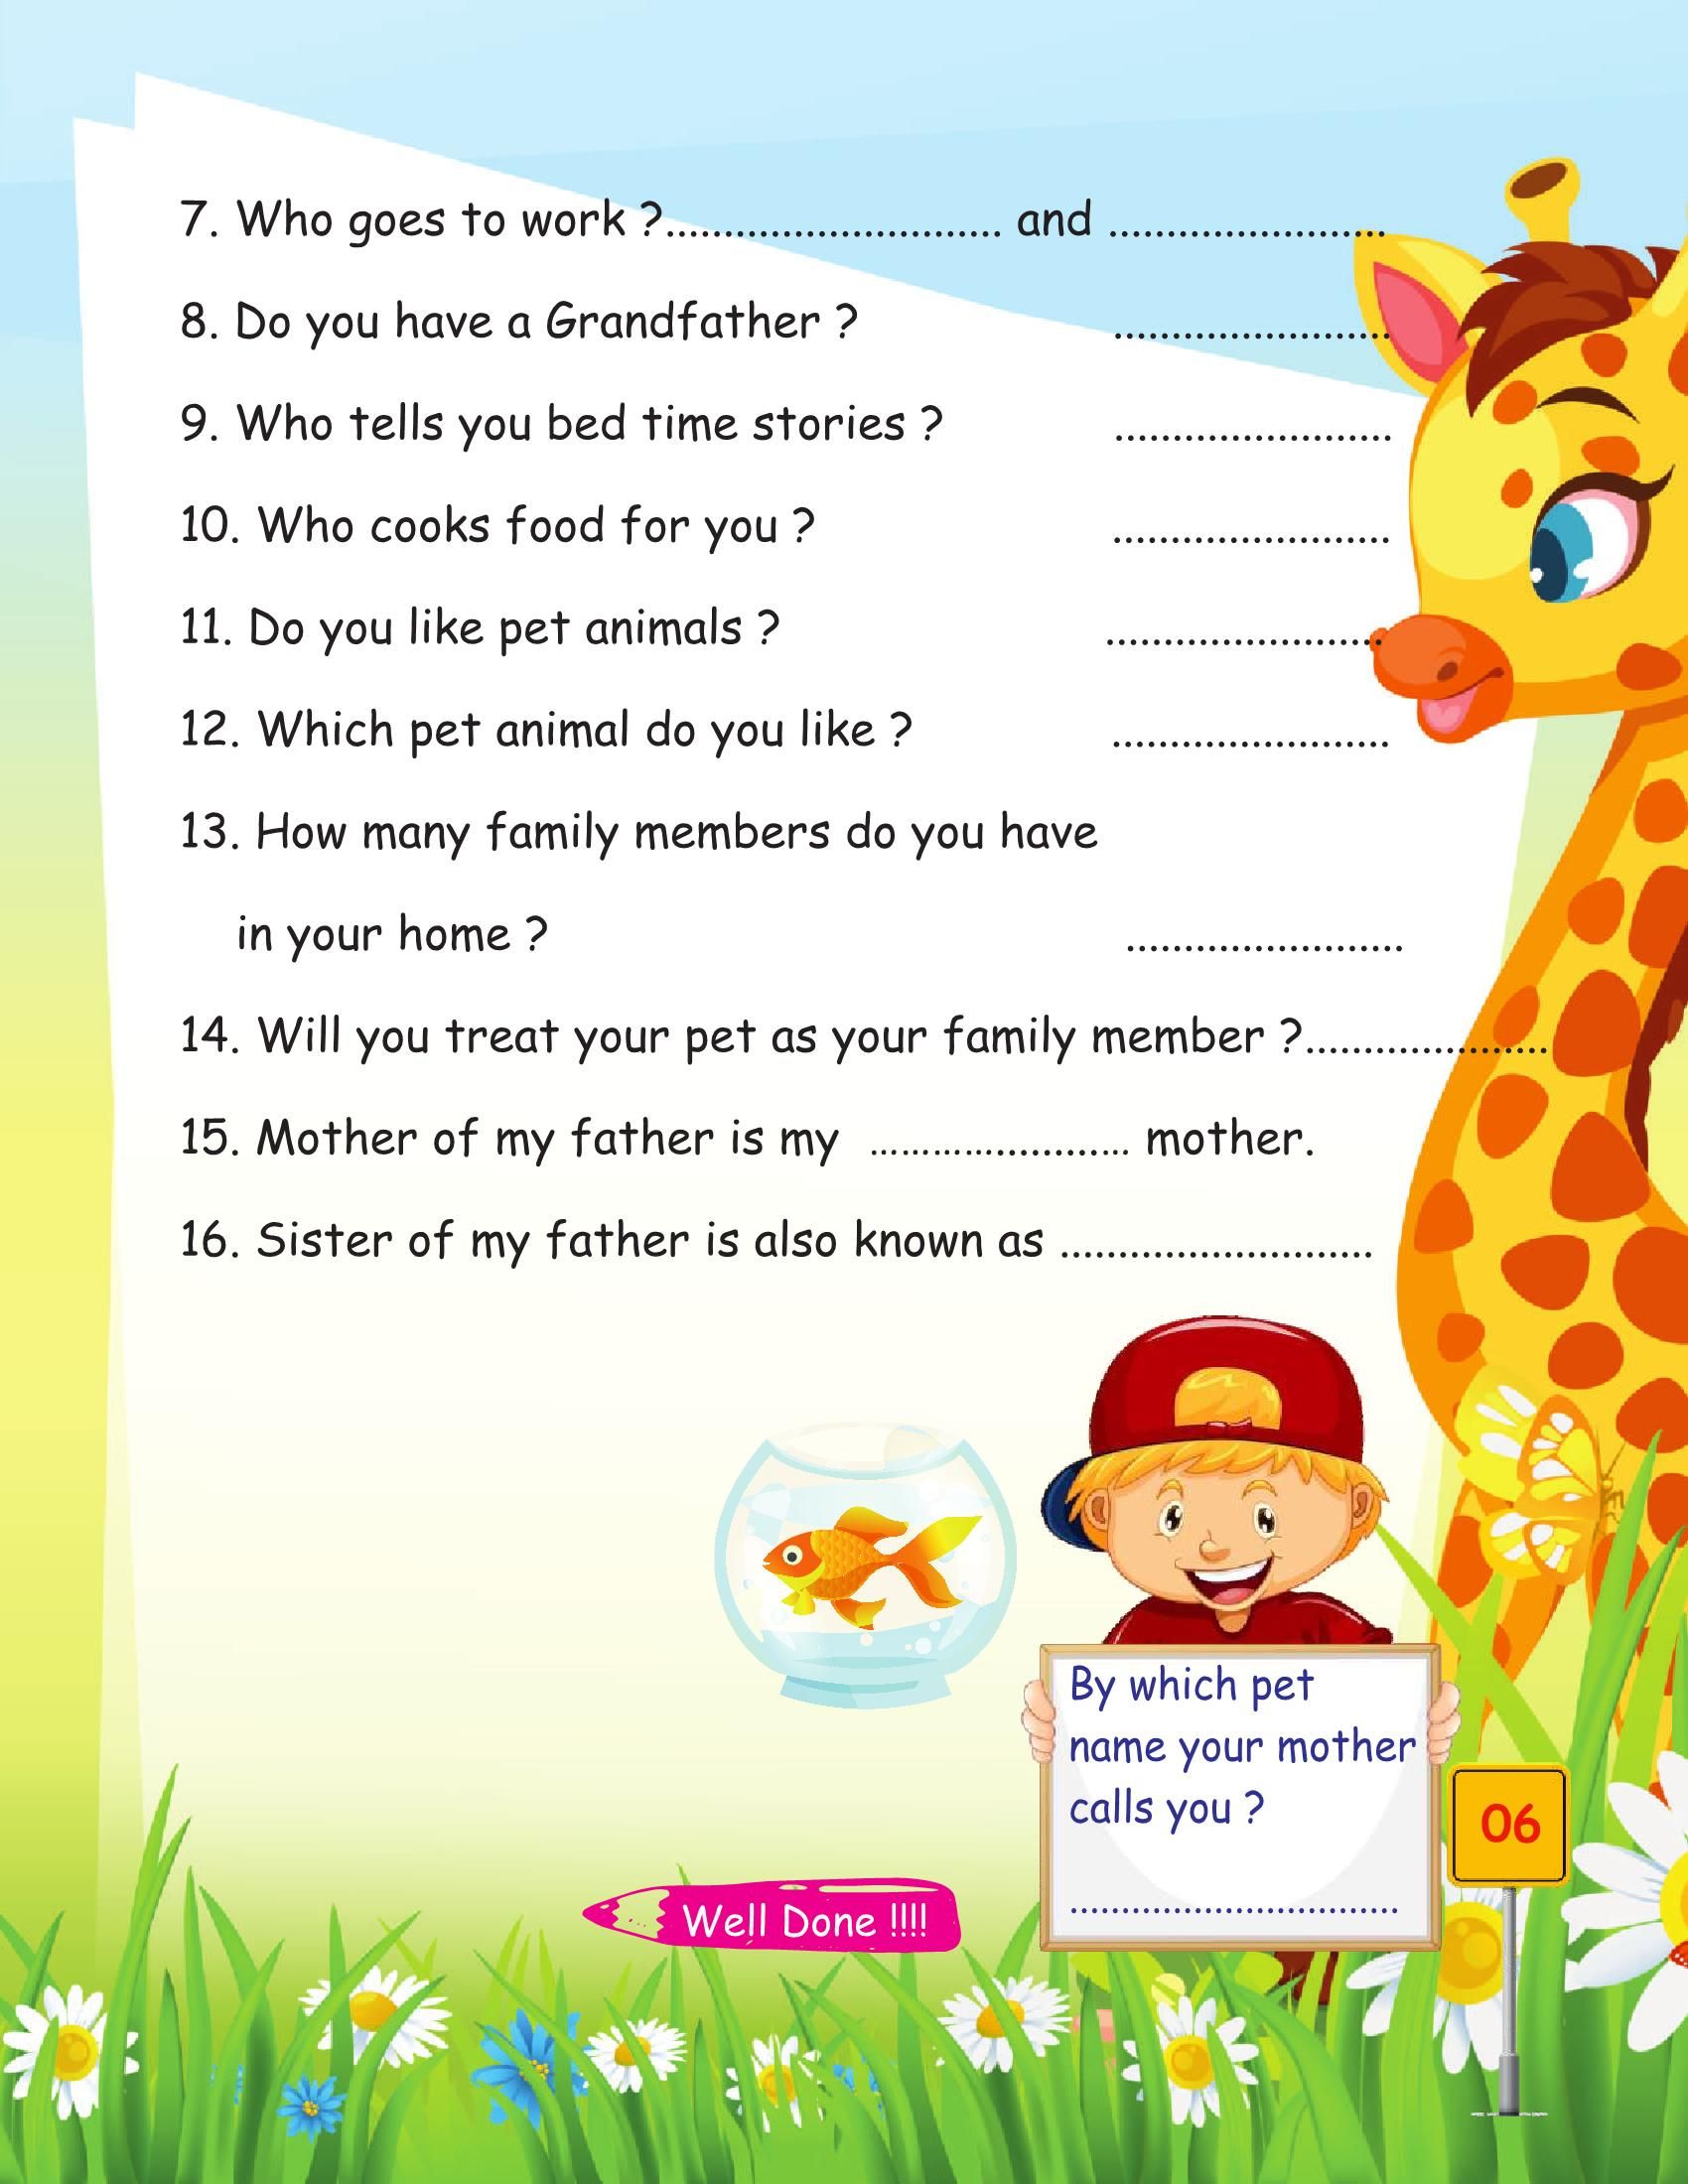 7. Who goes to work ?............................. and ........................
8. Do you have a Grandfather ? ........................
9. Who tells you bed time stories ? ........................
10. Who cooks food for you ? ........................
11. Do you like pet animals ? ........................
12. Which pet animal do you like ? ........................
13. How many family members do you have
in your home ? ........................
14. Will you treat your pet as your family member ?.....................
15. Mother of my father is my ......................... mother.
16. Sister of my father is also known as ...........................
By which pet
name your mother
calls you ?
...............................
06
Well Done !!!!